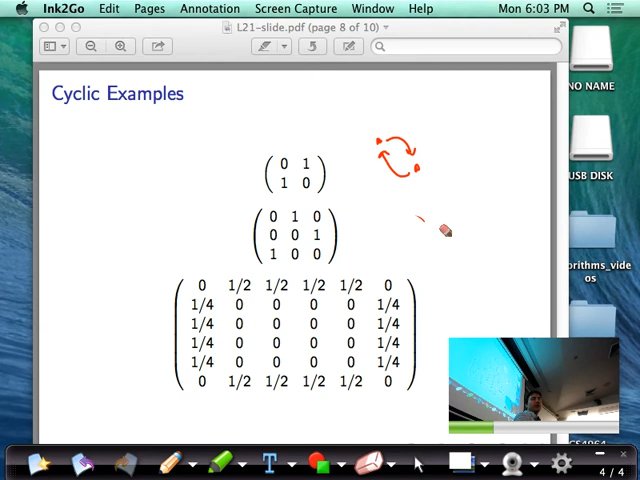 Ink2Go Edit Pages Annotation Screen Capture Window Help Mon 6:03 PM
L21-slide.pdf (page 8 of 10)
Cyclic Examples
0 1
1 0
0 1 0
0 0 1
1 0 0
0 1/2 1/2 1/2 1/2 0
1/4 0 0 0 0 1/4
1/4 0 0 0 0 1/4
1/4 0 0 0 0 1/4
1/4 0 0 0 0 1/4
0 1/2 1/2 1/2 1/2 0
NO NAME
USB DISK
orithms_vide
os
4 / 4